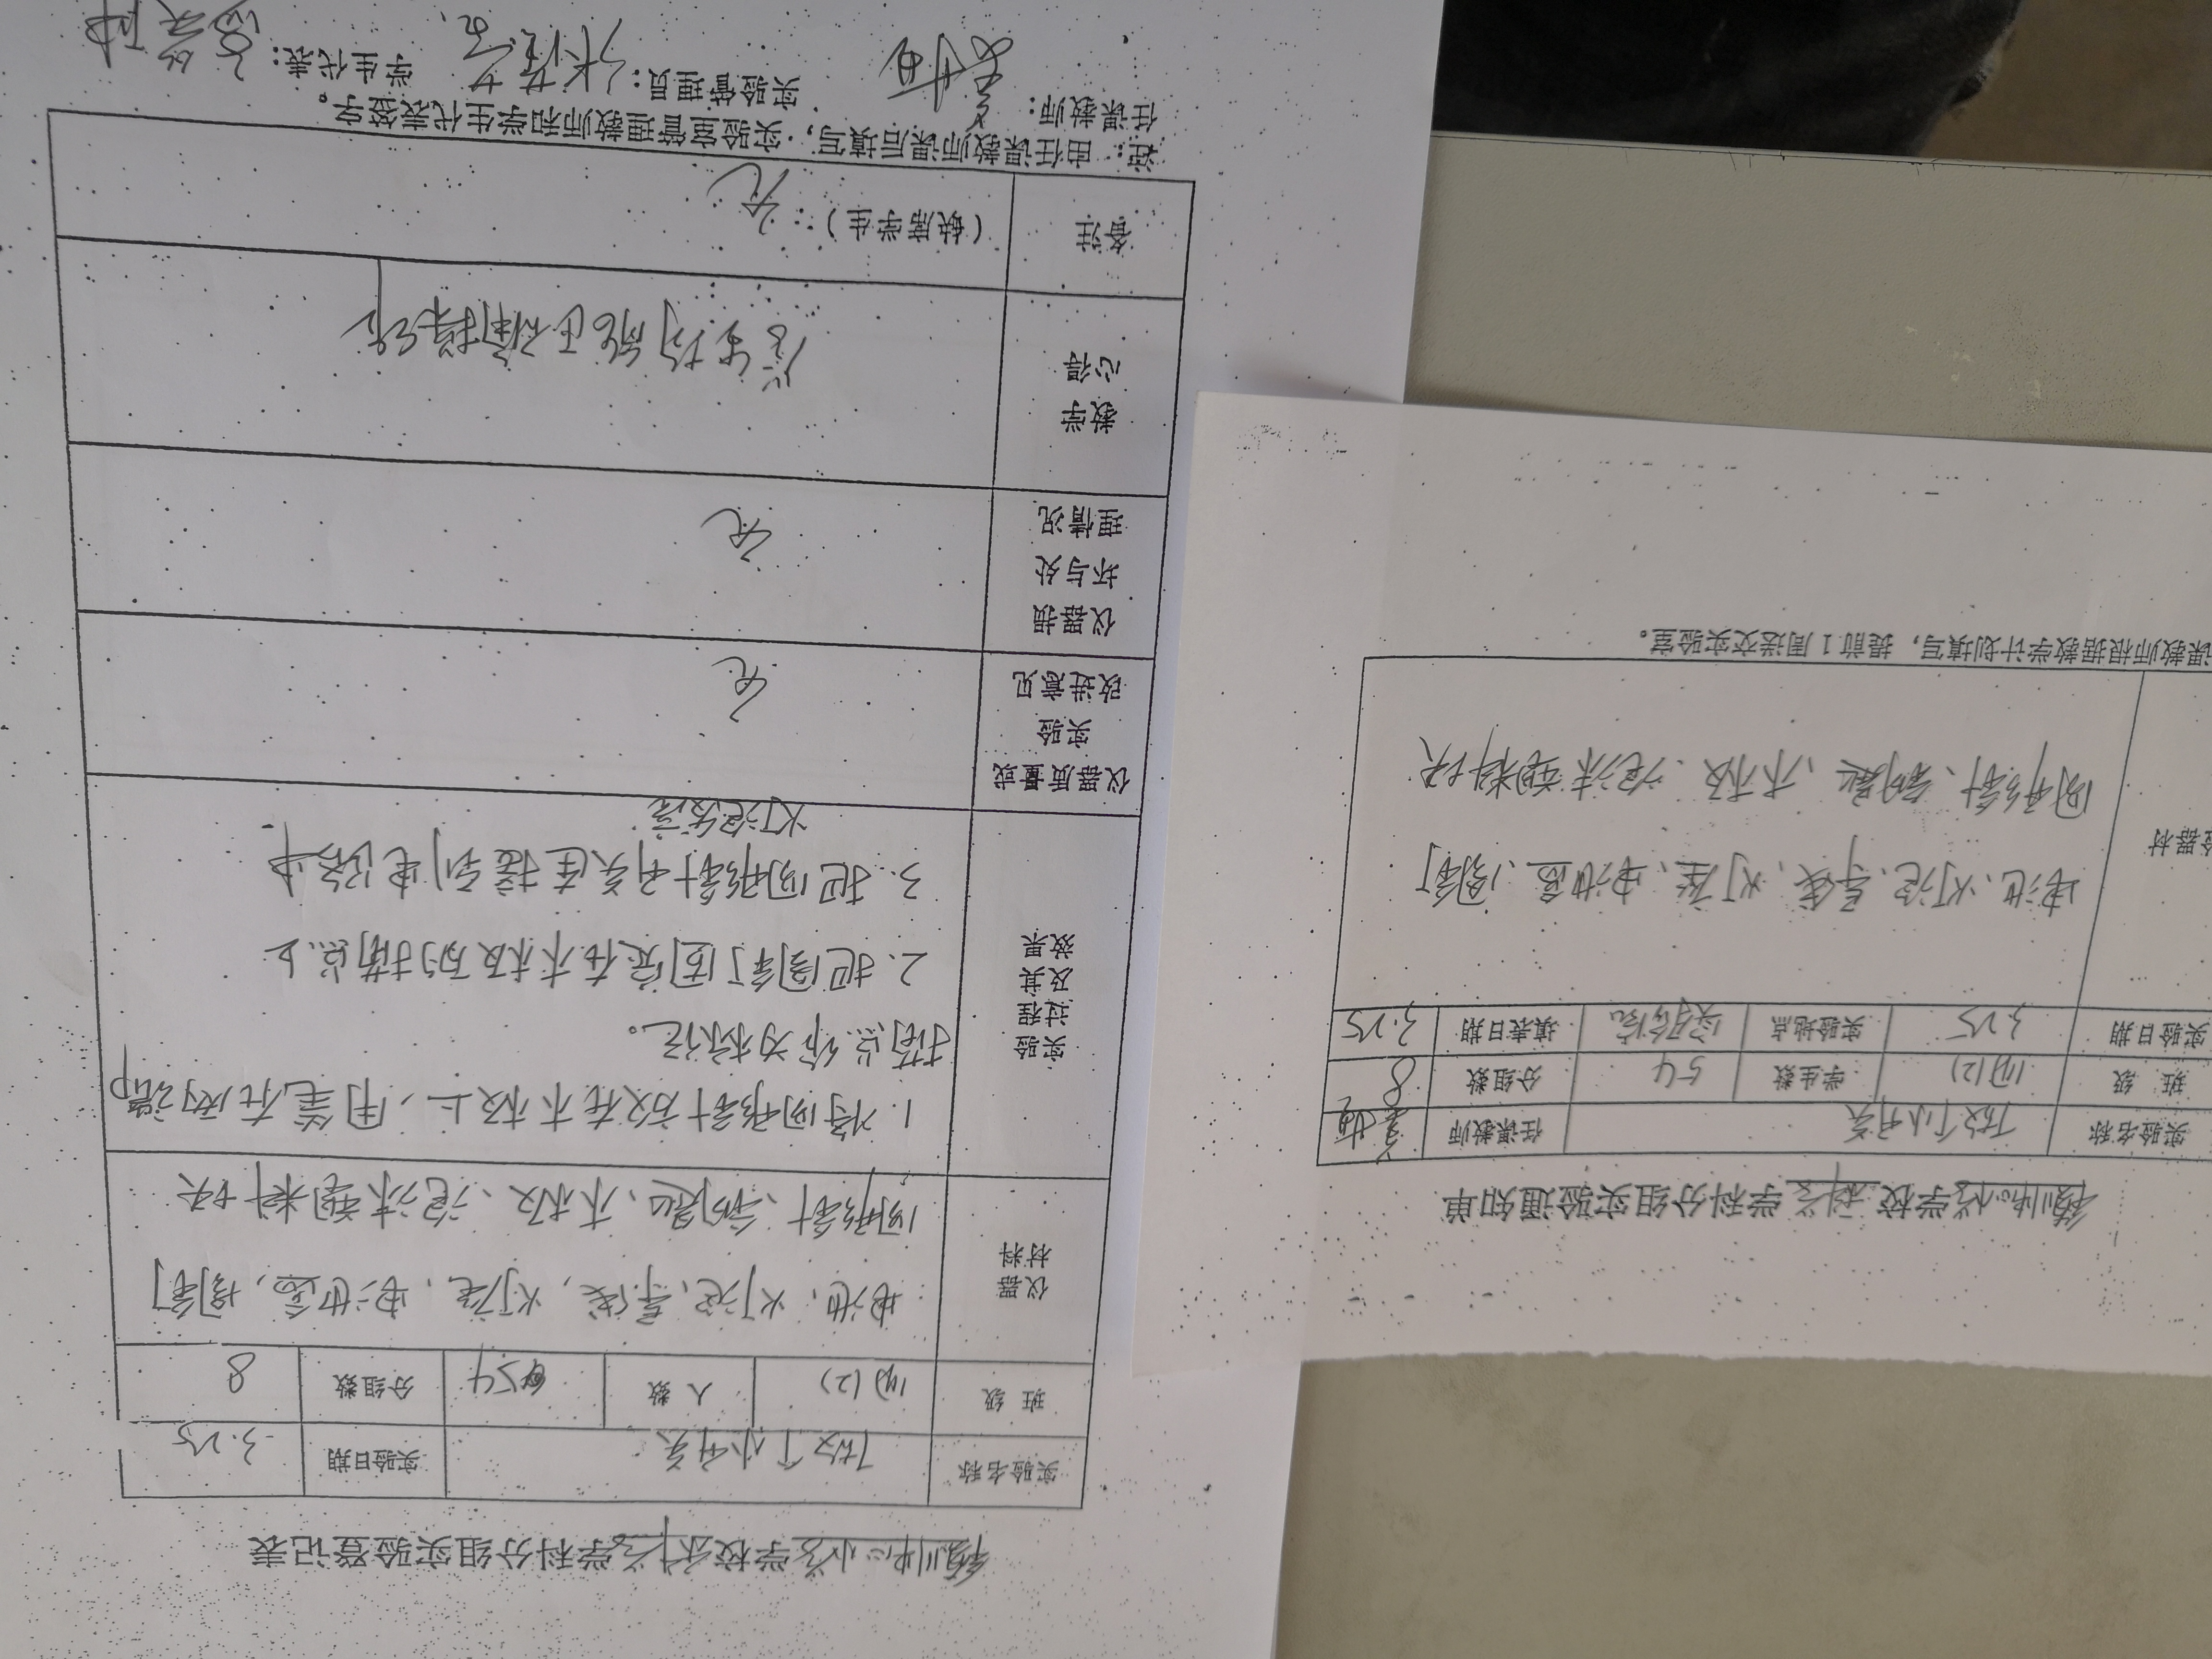 学校科学学科分组实验登记表
实验名称 做个小开关 实验日期 3.25
班 级 四(2) 人 数 54 分组数 8
仪器
材料
电池、灯泡、导线、灯座、电池盒、图钉
回形针、木板、泡沫塑料块
实验
过程
及其
效果
1.将回形针放在木板上，用笔在两端
描点作为标记。
2.把图钉固定在木板的描点上
3.把回形针开关连接到电路中
灯泡发亮
仪器质量或
实验
改进意见
无
仪器损
坏与处
理情况
无
教学
心得
学生均能正确操作
备注
（缺席学生）：无
注：由任课教师课后填写，实验室管理教师和学生代表签字。
任课教师： 实验管理员： 学生代表：
学校科学学科分组实验通知单
实验名称 做个小开关 任课教师
班 级 四(2) 学生数 54 分组数 8
实验日期 3.25 实验地点 实验室 填表日期 3.25
验器材
电池、灯泡、导线、灯座、电池盒、图钉
回形针、木板、泡沫塑料块
课教师根据教学计划填写，提前1周送交实验室。